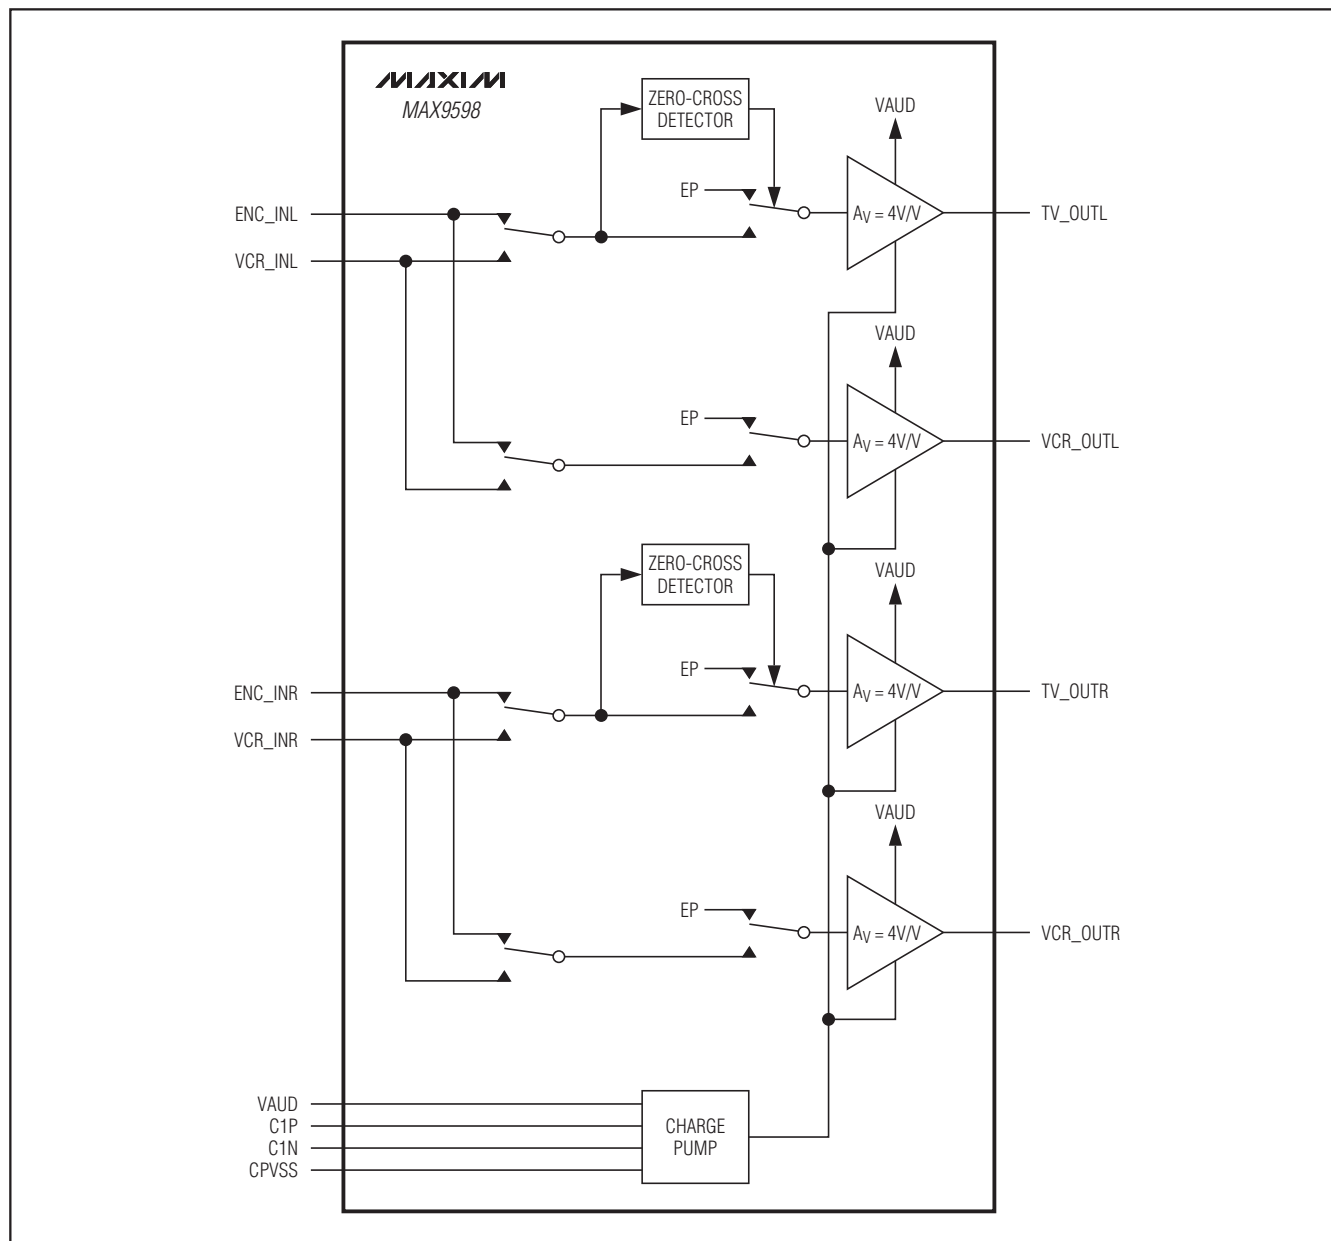 MAXIM
MAX9598
ZERO-CROSS
DETECTOR
VAUD
EP
ENC_INL
AV = 4V/V
TV_OUTL
VCR_INL
VAUD
EP
AV = 4V/V
VCR_OUTL
ZERO-CROSS
DETECTOR
VAUD
EP
ENC_INR
AV = 4V/V
TV_OUTR
VCR_INR
VAUD
EP
AV = 4V/V
VCR_OUTR
VAUD
C1P
C1N
CPVSS
CHARGE
PUMP